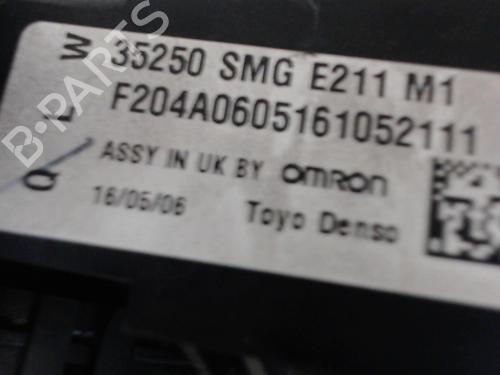 W 35250 SMG E211 M1
L F204A0605161052111
Q ASSY IN UK BY OMRON
16/05/06 Toyo Denso
B-PARTS